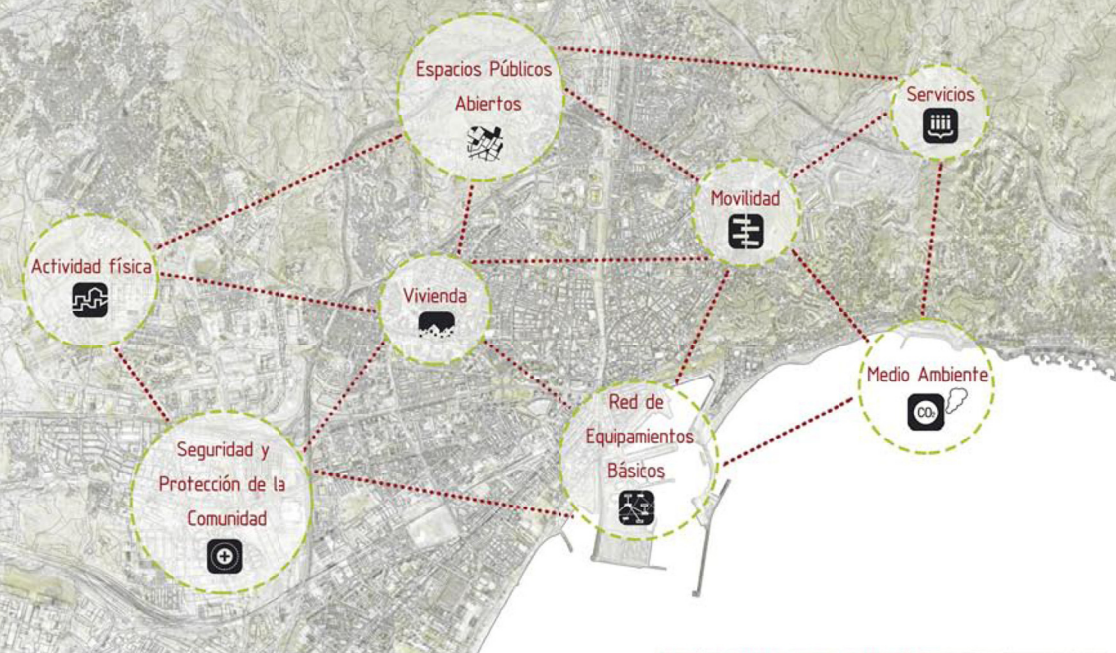 Espacios Públicos
Abiertos
Servicios
Movilidad
Actividad física
Vivienda
Medio Ambiente
CO₂
Red de
Equipamientos
Básicos
Seguridad y
Protección de la
Comunidad